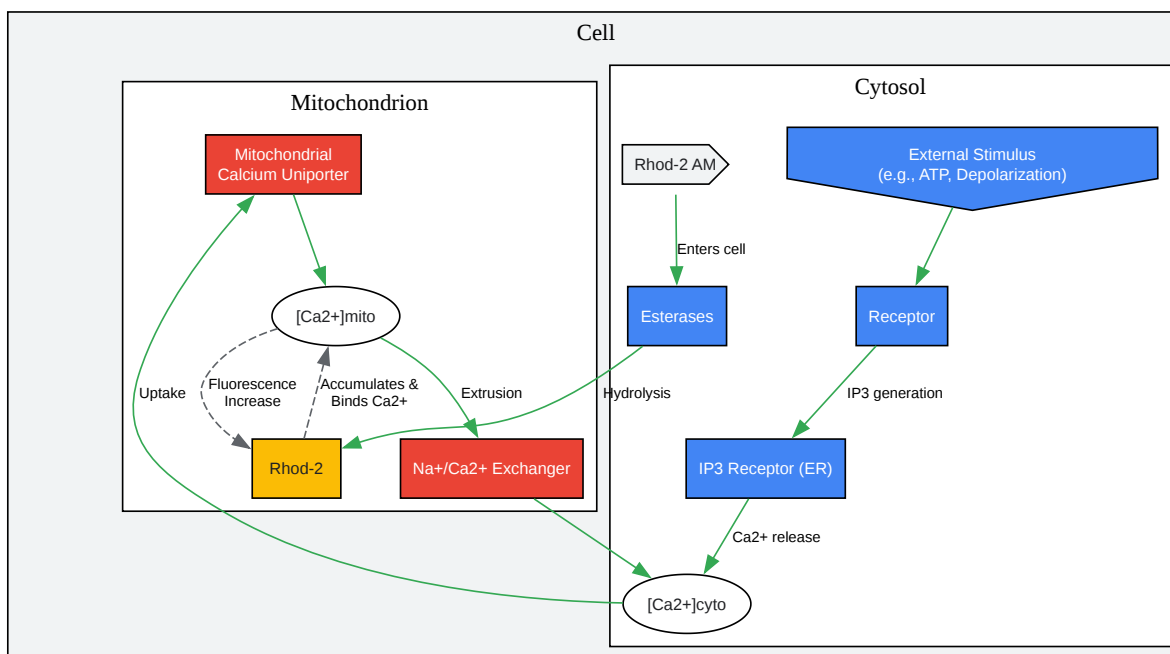 Cell
Cytosol
Mitochondrion
Mitochondrial
Calcium Uniporter
Rhod-2 AM
External Stimulus
(e.g., ATP, Depolarization)
Enters cell
[Ca2+]mito
Esterases
Receptor
Uptake
Fluorescence
Increase
Accumulates &
Binds Ca2+
Extrusion
Hydrolysis
IP3 generation
Rhod-2
Na+/Ca2+ Exchanger
IP3 Receptor (ER)
Ca2+ release
[Ca2+]cyto